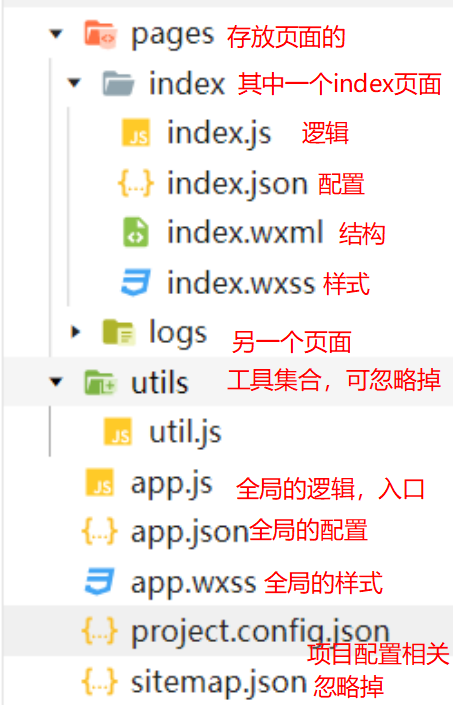 pages 存放页面的
index 其中一个index页面
index.js 逻辑
index.json 配置
index.wxml 结构
index.wxss 样式
logs 另一个页面
utils 工具集合，可忽略掉
util.js
app.js 全局的逻辑，入口
app.json 全局的配置
app.wxss 全局的样式
project.config.json
项目配置相关
sitemap.json 忽略掉